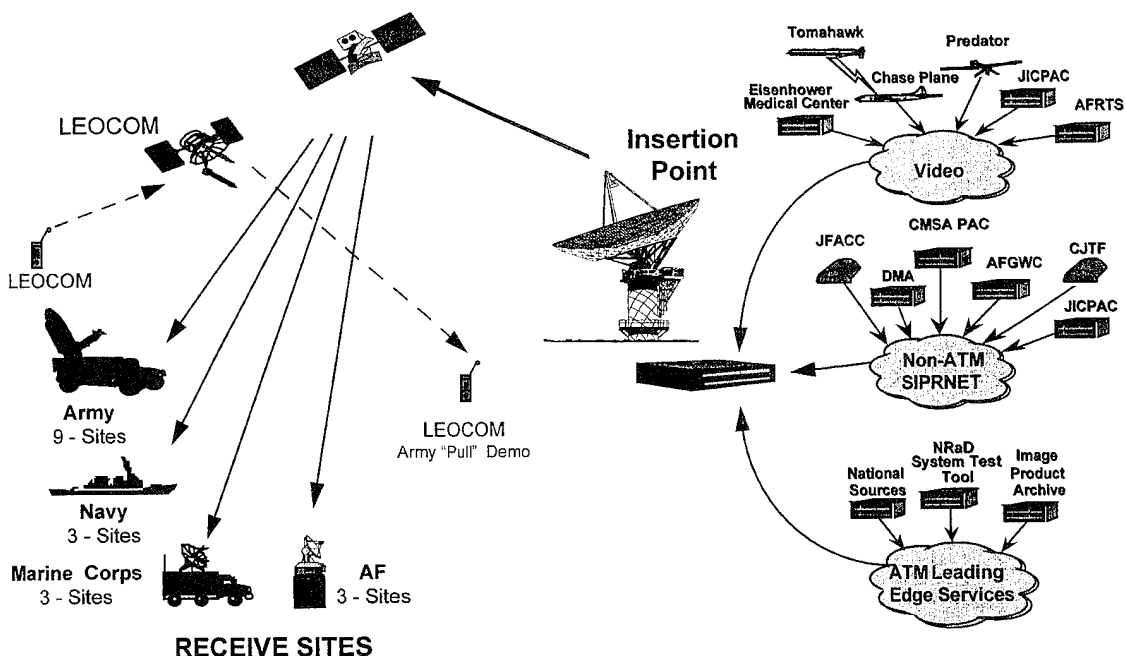 LEOCOM
LEOCOM
Army
9 - Sites
Navy
3 - Sites
Marine Corps
3 - Sites
AF
3 - Sites
RECEIVE SITES
LEOCOM
Army "Pull" Demo
Insertion
Point
Tomahawk
Predator
Chase Plane
JICPAC
Eisenhower
Medical Center
AFRTS
Video
CMSA PAC
JFACC
CJTF
DMA
AFGWC
JICPAC
Non-ATM
SIPRNET
NRaD
System Test
Tool
National
Sources
Image
Product
Archive
ATM Leading
Edge Services